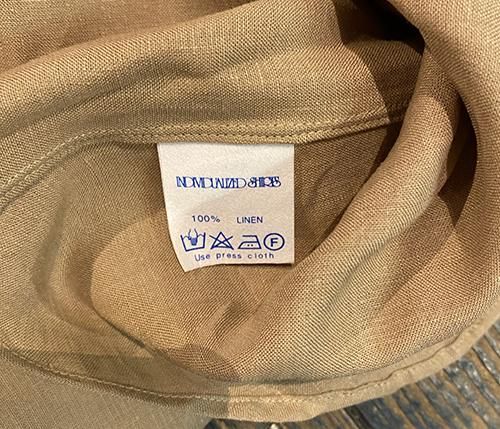 INDIVIDUALIZED SHIRTS
100% LINEN
F
Use press cloth